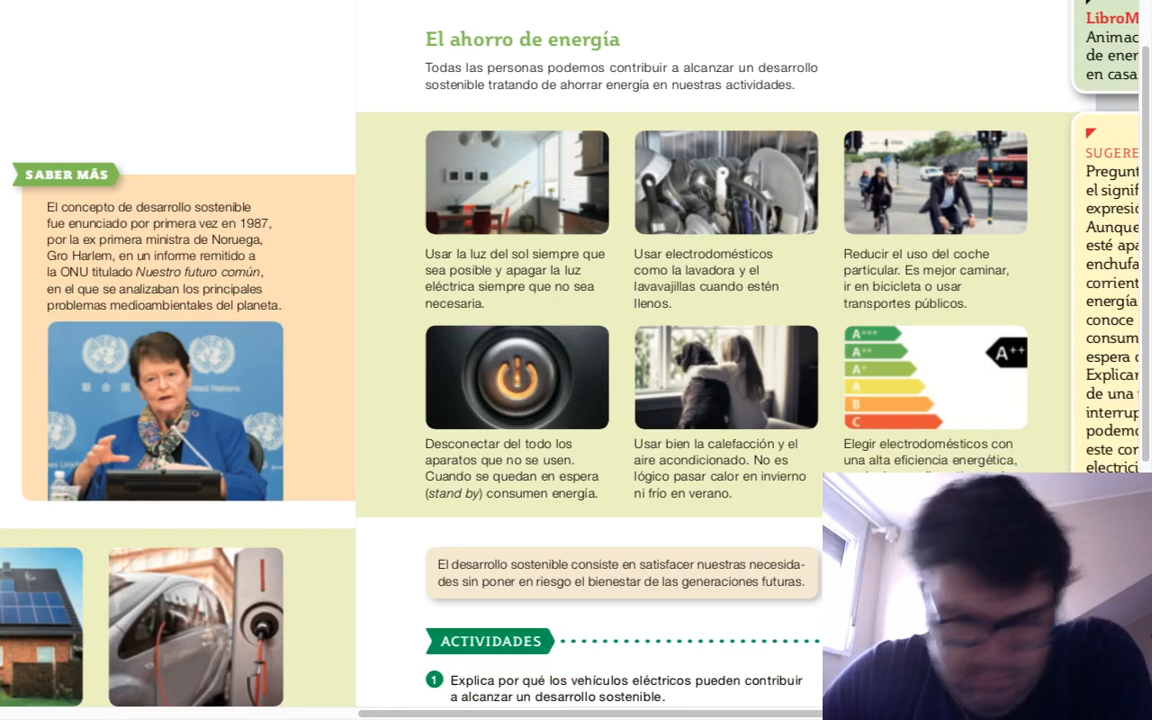 SABER MÁS
El concepto de desarrollo sostenible
fue enunciado por primera vez en 1987,
por la ex primera ministra de Noruega,
Gro Harlem, en un informe remitido a
la ONU titulado Nuestro futuro común,
en el que se analizaban los principales
problemas medioambientales del planeta.
United Nations
El ahorro de energía
Todas las personas podemos contribuir a alcanzar un desarrollo
sostenible tratando de ahorrar energía en nuestras actividades.
Usar la luz del sol siempre que
sea posible y apagar la luz
eléctrica siempre que no sea
necesaria.
Usar electrodomésticos
como la lavadora y el
lavavajillas cuando estén
llenos.
Reducir el uso del coche
particular. Es mejor caminar,
ir en bicicleta o usar
transportes públicos.
A+++
A++
A+
A
B
C
A++
Desconectar del todo los
aparatos que no se usen.
Cuando se quedan en espera
(stand by) consumen energía.
Usar bien la calefacción y el
aire acondicionado. No es
lógico pasar calor en invierno
ni frío en verano.
Elegir electrodomésticos con
una alta eficiencia energética,
El desarrollo sostenible consiste en satisfacer nuestras necesida-
des sin poner en riesgo el bienestar de las generaciones futuras.
ACTIVIDADES
1 Explica por qué los vehículos eléctricos pueden contribuir
a alcanzar un desarrollo sostenible.
LibroM
Animac
de ener
en casa
SUGERE
Pregunt
el signif
expresio
Aunque
esté apa
enchufa
corrient
energía
conoce
consum
espera
Explicar
de una
interrup
podemo
este con
electrici